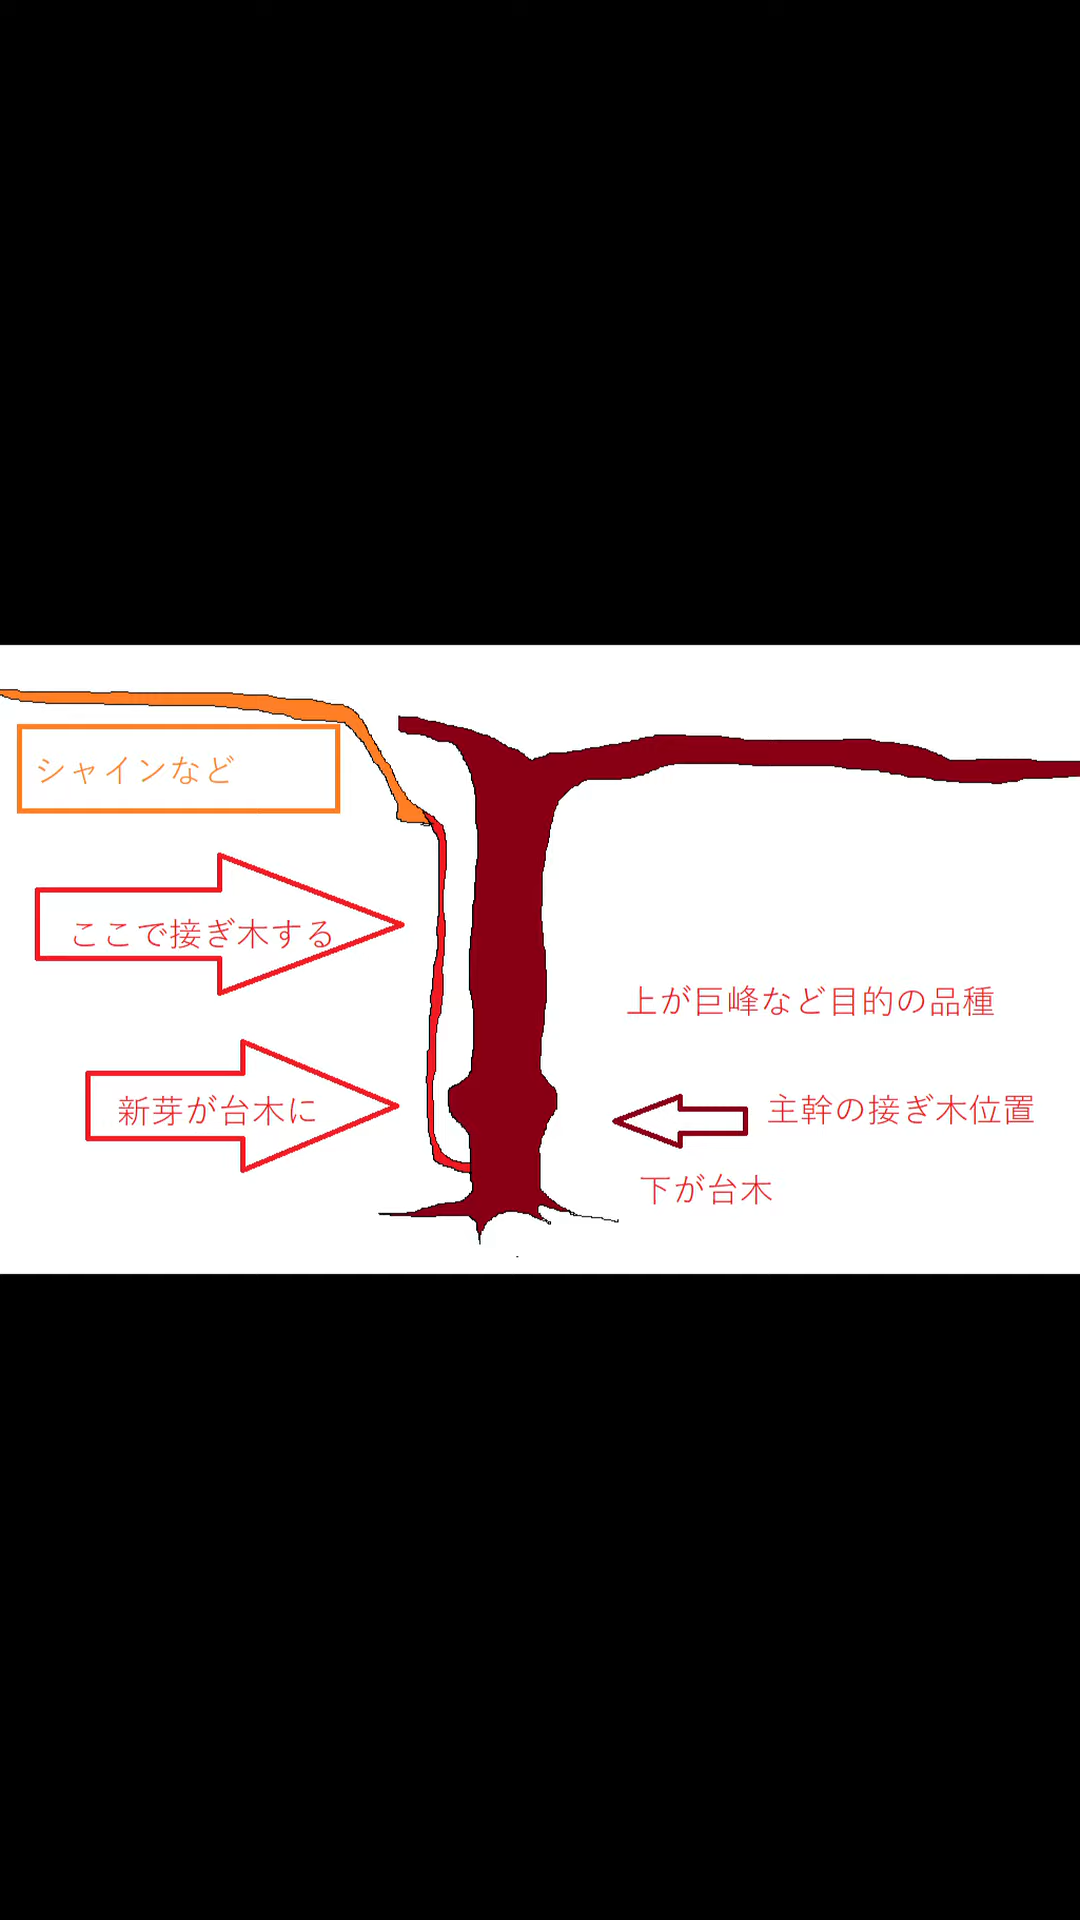 シャインなど
ここで接ぎ木する
上が巨峰など目的の品種
新芽が台木に
主幹の接ぎ木位置
下が台木